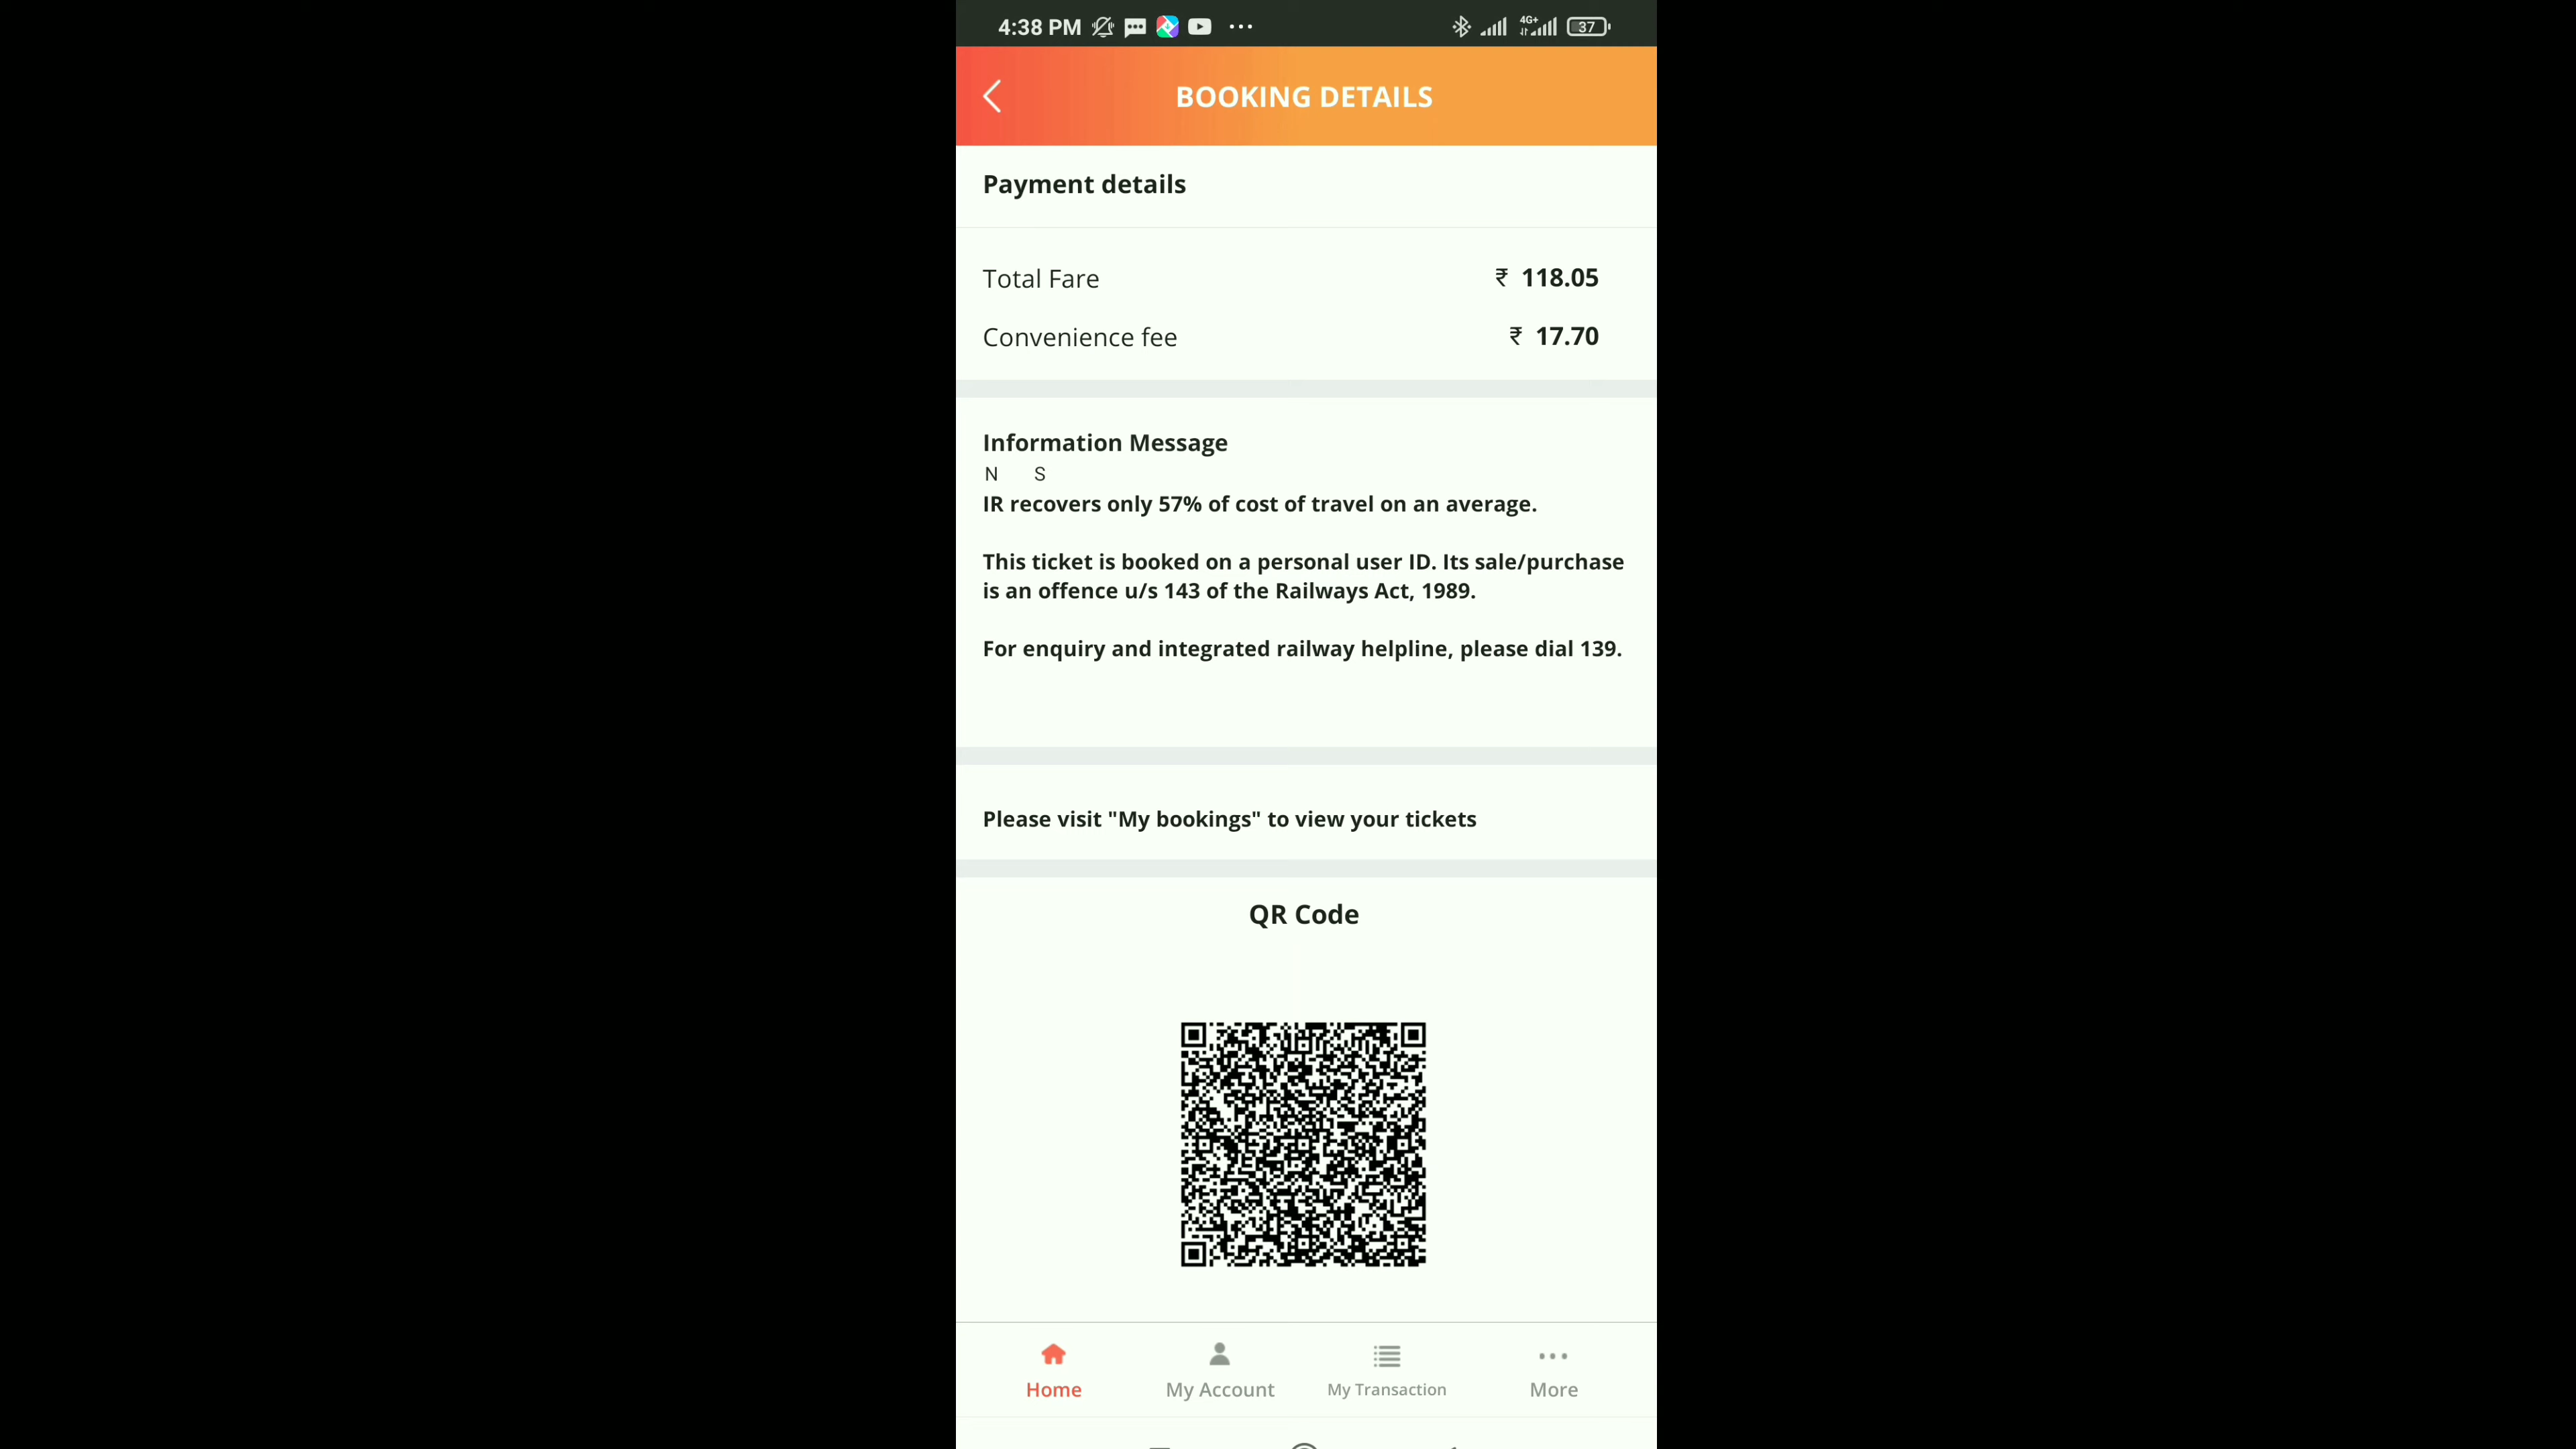 4:38 PM
4G+
37
BOOKING DETAILS
Payment details
Total Fare ₹ 118.05
Convenience fee ₹ 17.70
Information Message
N S
IR recovers only 57% of cost of travel on an average.
This ticket is booked on a personal user ID. Its sale/purchase
is an offence u/s 143 of the Railways Act, 1989.
For enquiry and integrated railway helpline, please dial 139.
Please visit "My bookings" to view your tickets
QR Code
Home My Account My Transaction More